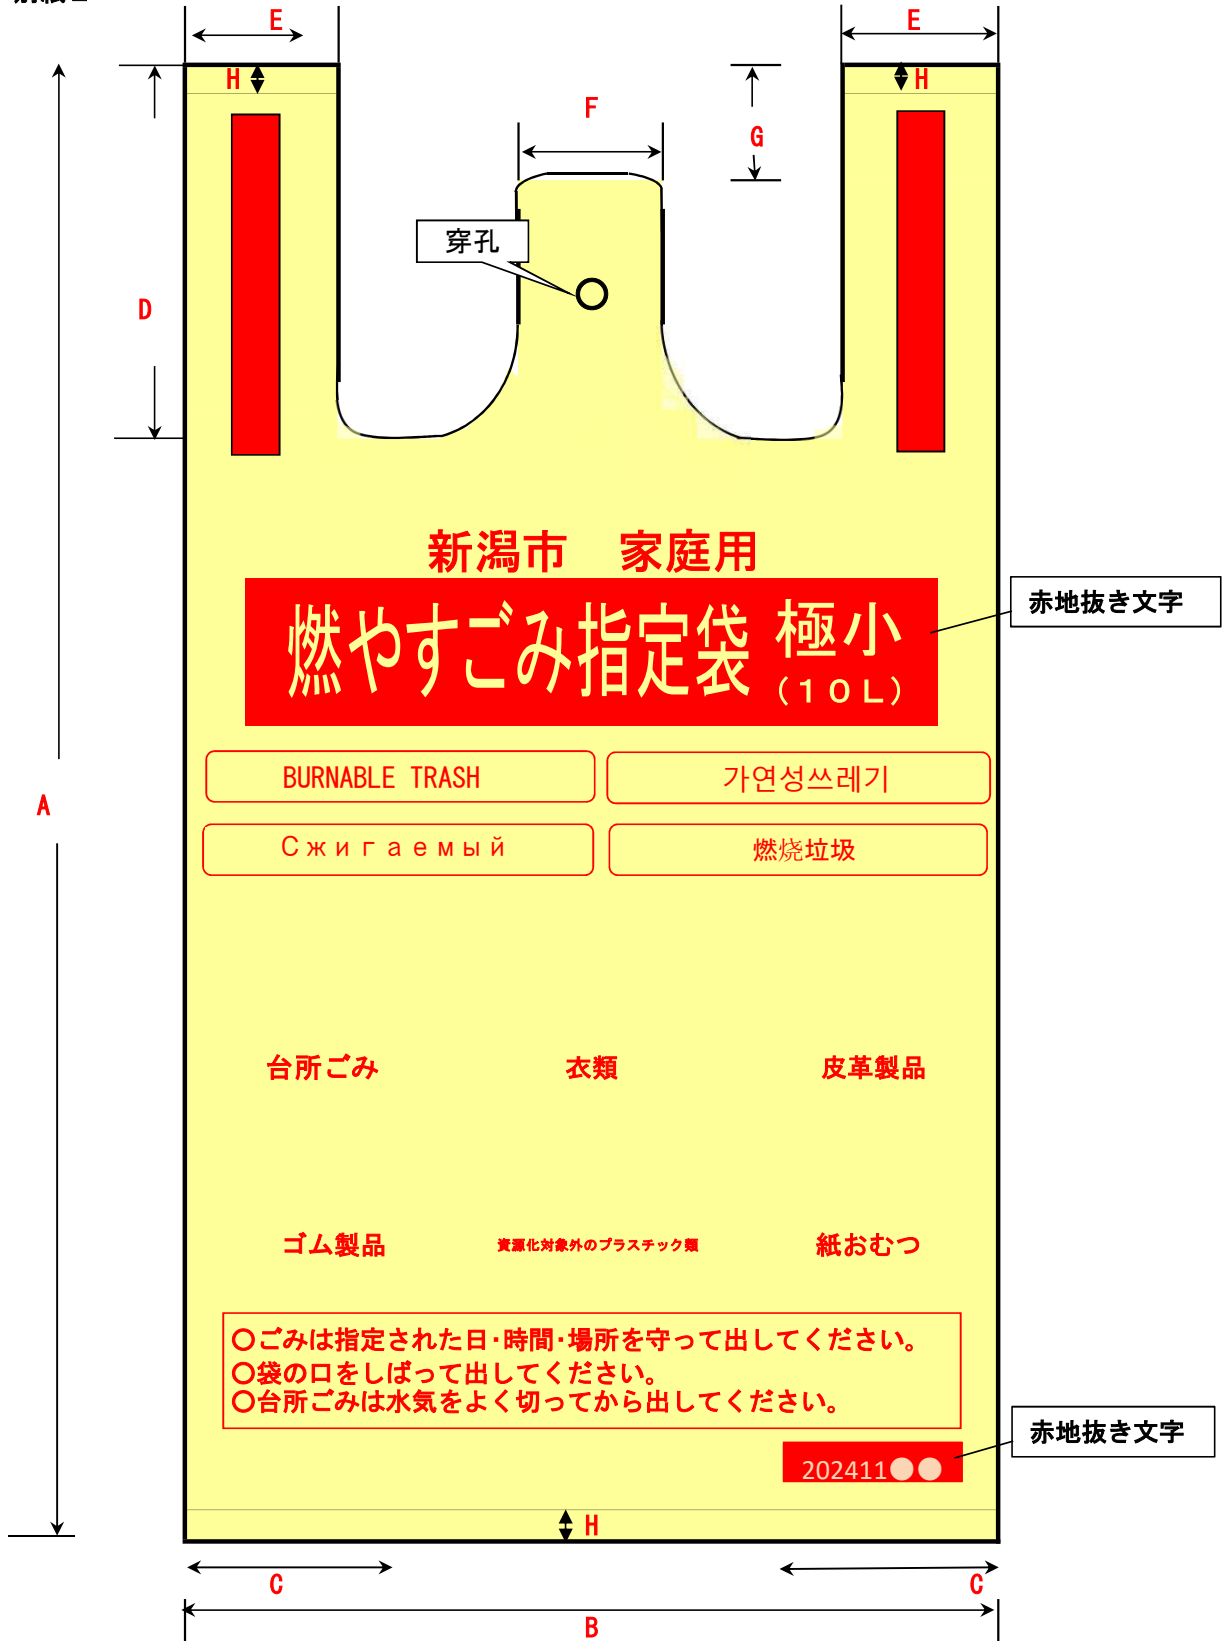 E
E
H
H
F
G
穿孔
D
新潟市　家庭用
燃やすごみ指定袋 極小
（１０Ｌ）
赤地抜き文字
BURNABLE TRASH
가연성쓰레기
A
Сжигаемый
燃烧垃圾
台所ごみ
衣類
皮革製品
ゴム製品
資源化対象外のプラスチック類
紙おむつ
○ごみは指定された日・時間・場所を守って出してください。
○袋の口をしばって出してください。
○台所ごみは水気をよく切ってから出してください。
赤地抜き文字
202411●●
H
C
C
B